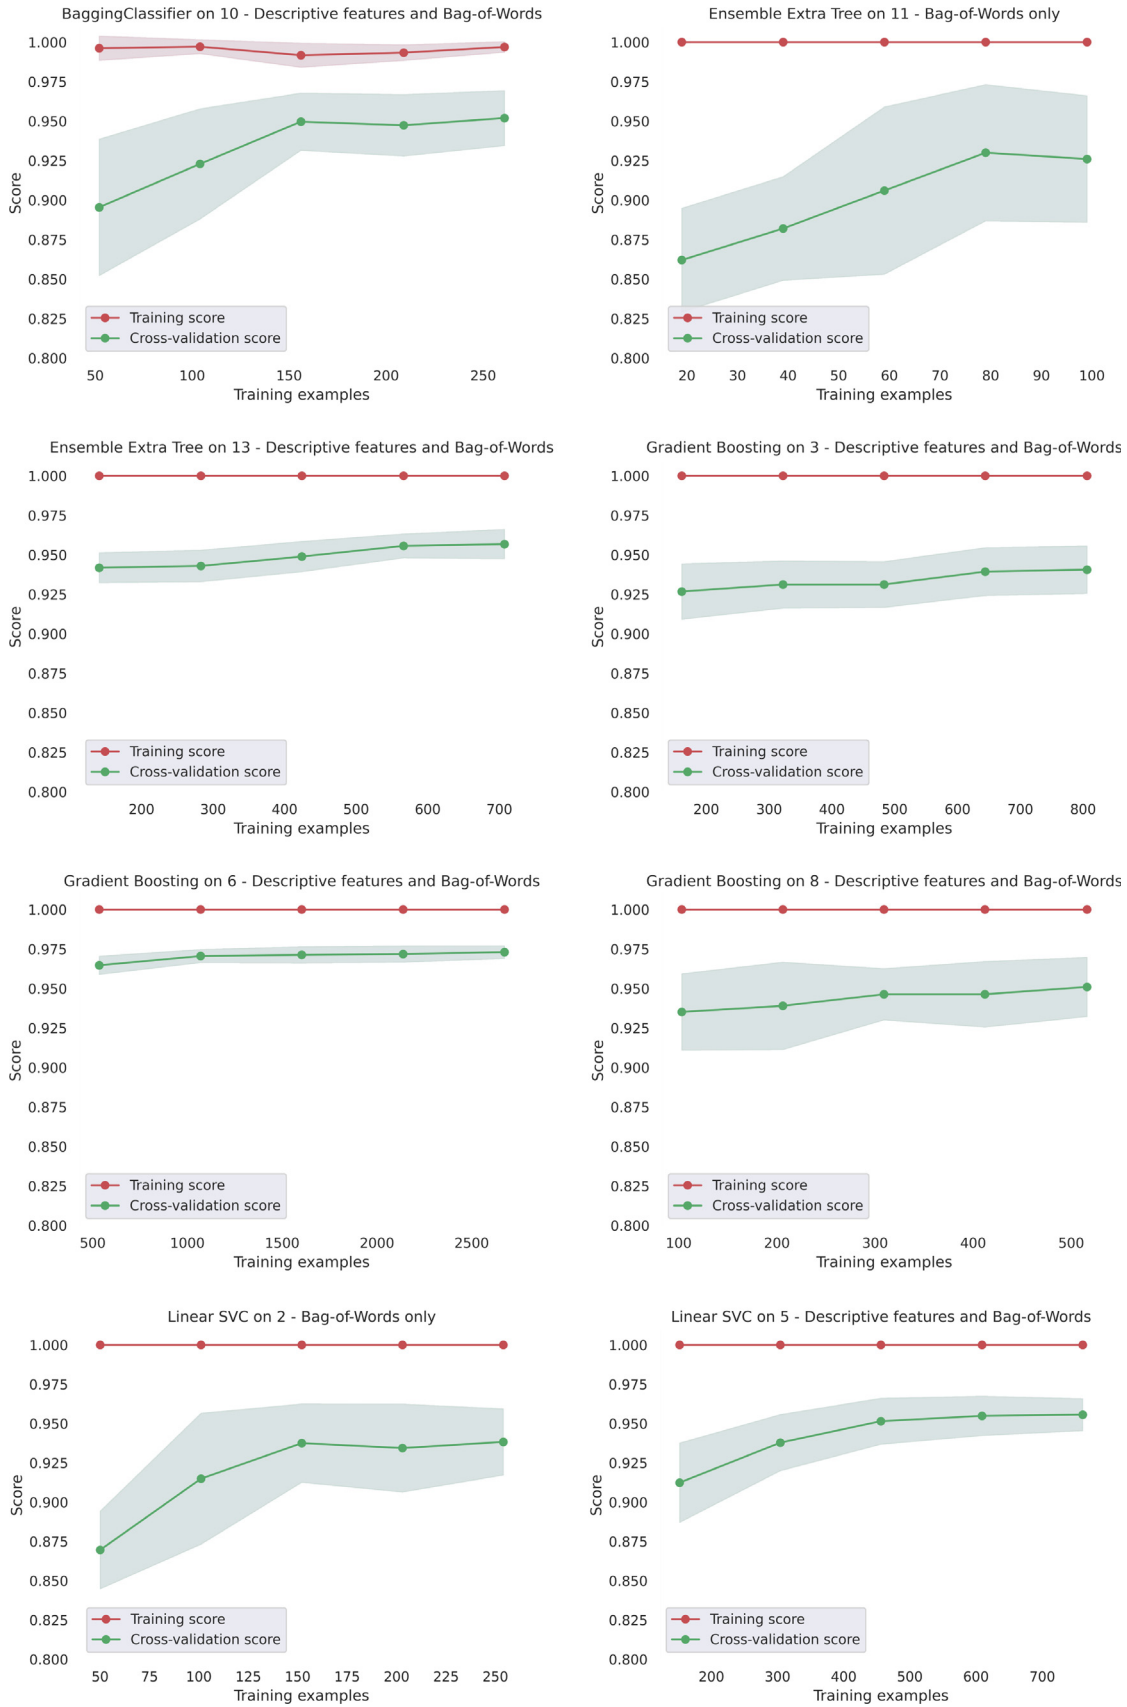 BaggingClassifier on 10 - Descriptive features and Bag-of-Words
1.000
0.975
0.950
0.925
0.900
0.875
0.850
0.825
0.800
Score
Training score
Cross-validation score
50 100 150 200 250
Training examples
Ensemble Extra Tree on 11 - Bag-of-Words only
1.000
0.975
0.950
0.925
0.900
0.875
0.850
0.825
0.800
Score
Training score
Cross-validation score
20 30 40 50 60 70 80 90 100
Training examples
Ensemble Extra Tree on 13 - Descriptive features and Bag-of-Words
1.000
0.975
0.950
0.925
0.900
0.875
0.850
0.825
0.800
Score
Training score
Cross-validation score
200 300 400 500 600 700
Training examples
Gradient Boosting on 3 - Descriptive features and Bag-of-Words
1.000
0.975
0.950
0.925
0.900
0.875
0.850
0.825
0.800
Score
Training score
Cross-validation score
200 300 400 500 600 700 800
Training examples
Gradient Boosting on 6 - Descriptive features and Bag-of-Words
1.000
0.975
0.950
0.925
0.900
0.875
0.850
0.825
0.800
Score
Training score
Cross-validation score
500 1000 1500 2000 2500
Training examples
Gradient Boosting on 8 - Descriptive features and Bag-of-Words
1.000
0.975
0.950
0.925
0.900
0.875
0.850
0.825
0.800
Score
Training score
Cross-validation score
100 200 300 400 500
Training examples
Linear SVC on 2 - Bag-of-Words only
1.000
0.975
0.950
0.925
0.900
0.875
0.850
0.825
0.800
Score
Training score
Cross-validation score
50 75 100 125 150 175 200 225 250
Training examples
Linear SVC on 5 - Descriptive features and Bag-of-Words
1.000
0.975
0.950
0.925
0.900
0.875
0.850
0.825
0.800
Score
Training score
Cross-validation score
200 300 400 500 600 700
Training examples